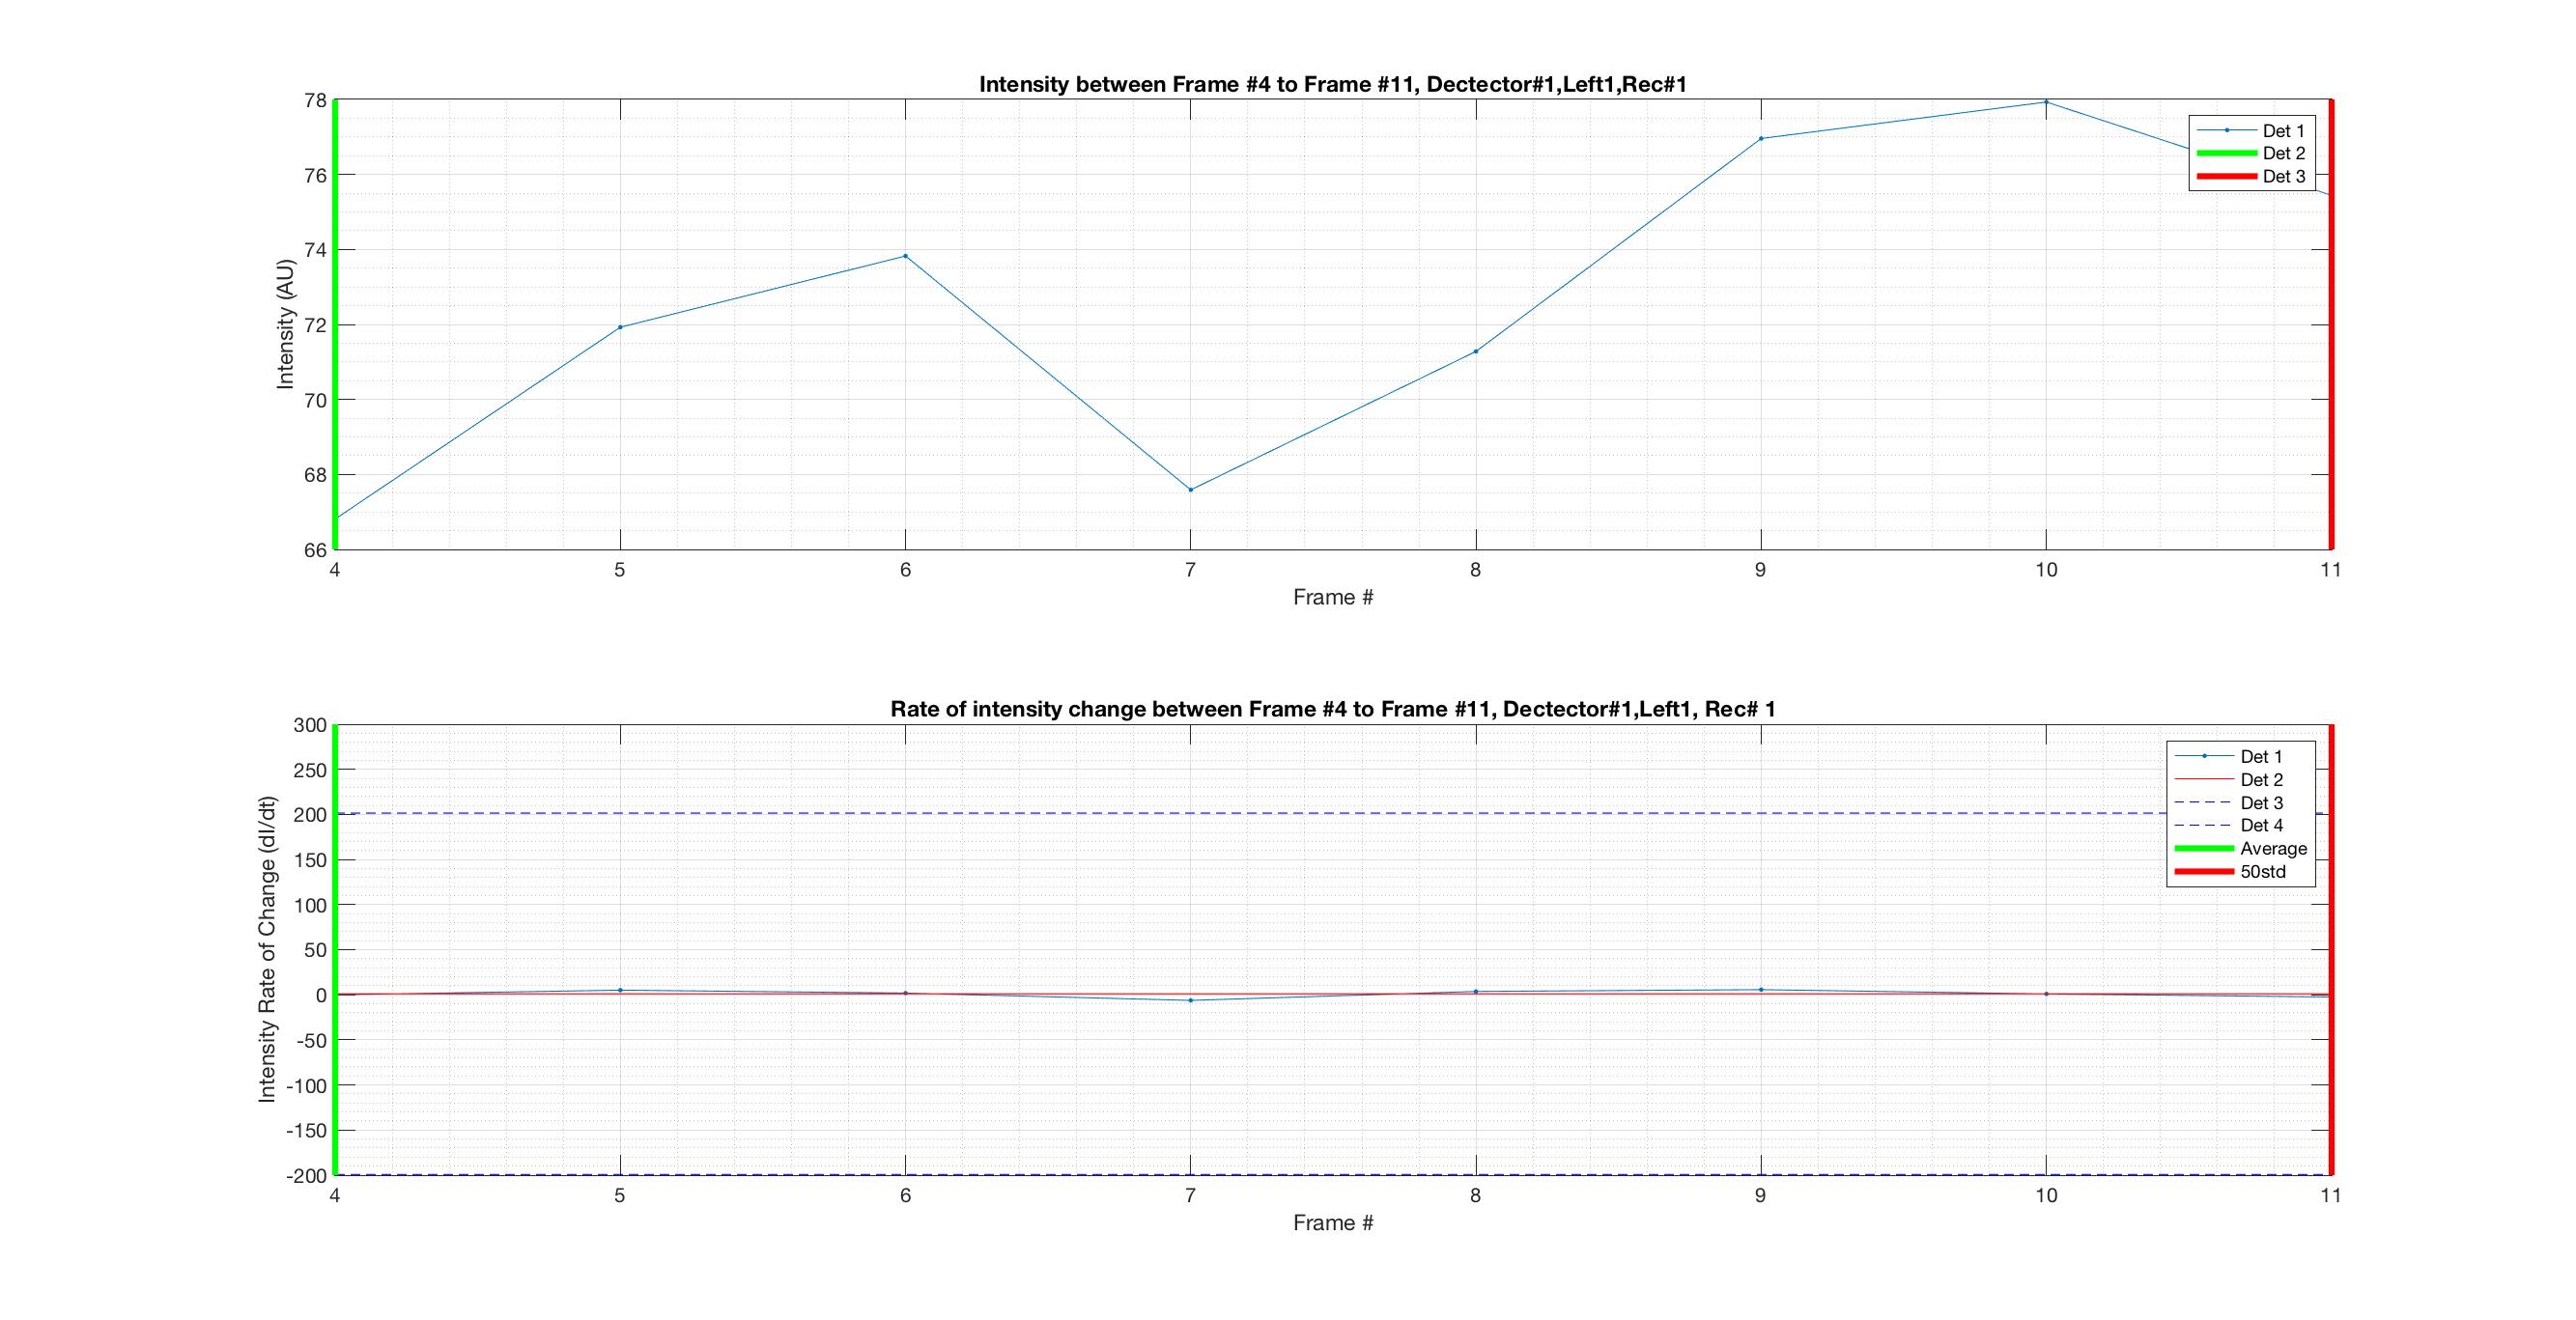 Intensity between Frame #4 to Frame #11, Dectector#1,Left1,Rec#1
78
76
74
72
70
68
66
Intensity (AU)
Det 1
Det 2
Det 3
4 5 6 7 8 9 10 11
Frame #
Rate of intensity change between Frame #4 to Frame #11, Dectector#1,Left1, Rec# 1
300
250
200
150
100
50
0
-50
-100
-150
-200
Intensity Rate of Change (dI/dt)
Det 1
Det 2
Det 3
Det 4
Average
50std
4 5 6 7 8 9 10 11
Frame #